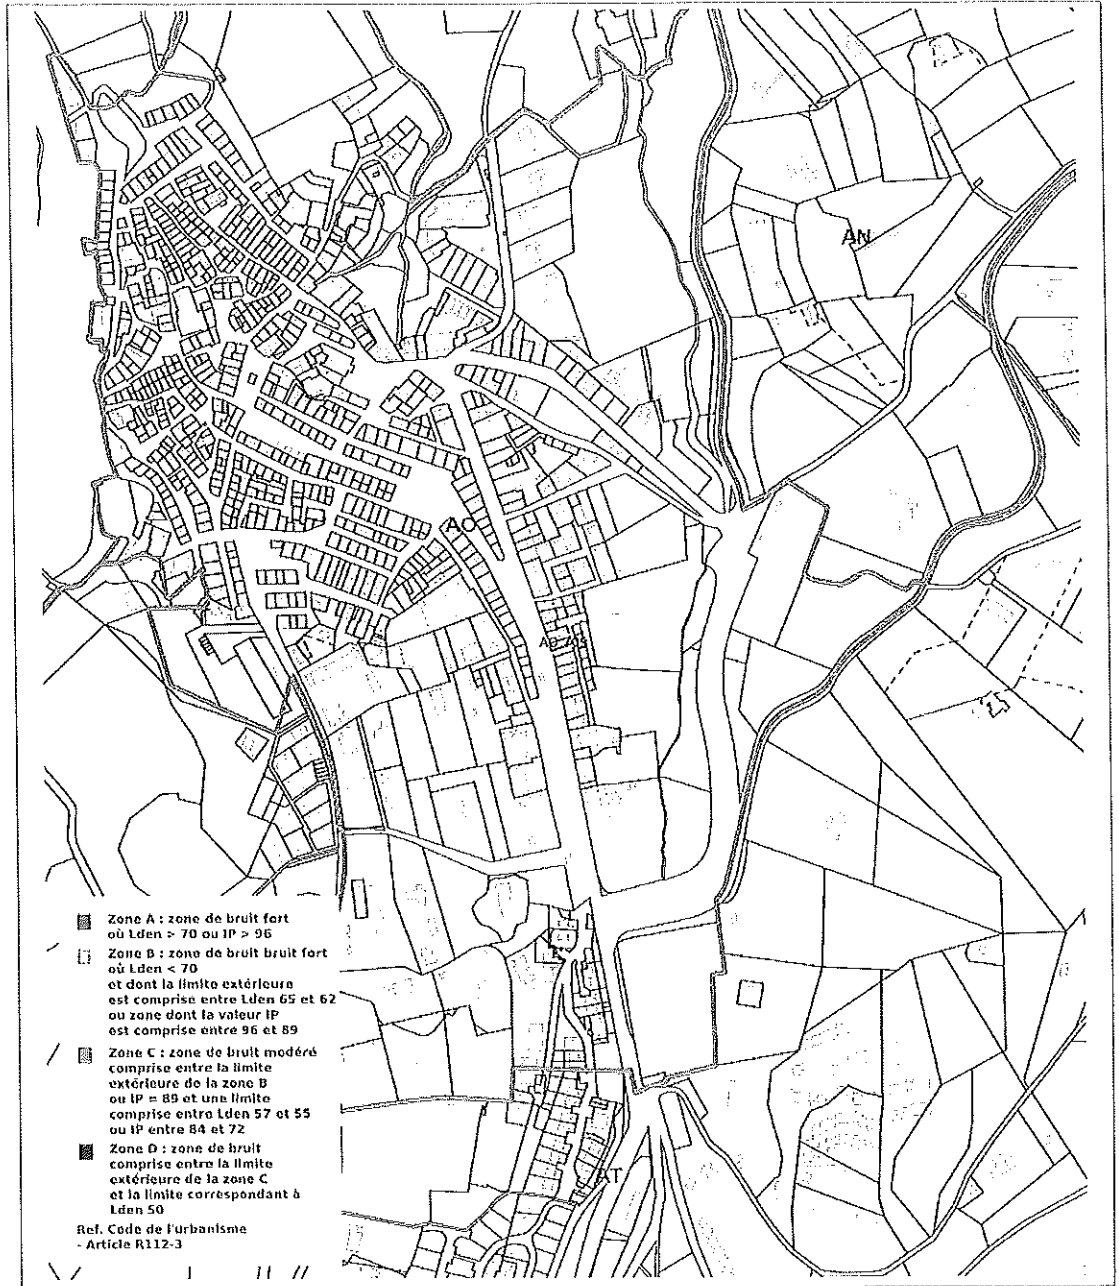 AN
AO
AT
Zone A : zone de bruit fort
où Lden > 70 ou IP > 96
Zone B : zone de bruit bruit fort
où Lden < 70
et dont la limite extérieure
est comprise entre Lden 65 et 62
ou zone dont la valeur IP
est comprise entre 96 et 89
Zone C : zone de bruit modéré
comprise entre la limite
extérieure de la zone B
ou IP = 89 et une limite
comprise entre Lden 57 et 55
ou IP entre 84 et 72
Zone D : zone de bruit
comprise entre la limite
extérieure de la zone C
et la limite correspondant à
Lden 50
Ref. Code de l'urbanisme
- Article R112-3